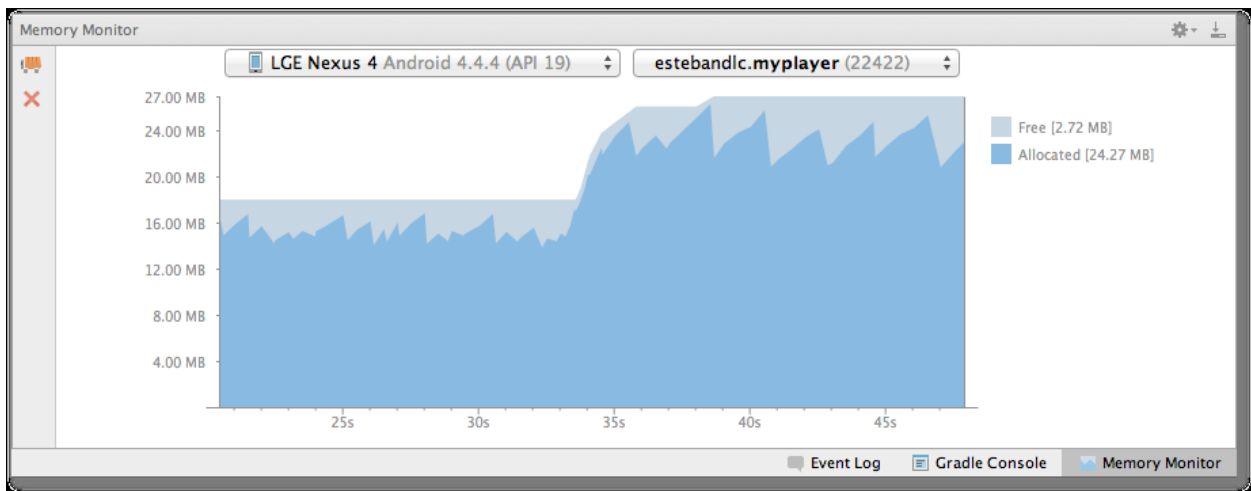 Memory Monitor
LGE Nexus 4 Android 4.4.4 (API 19)
estebandlc.myplayer (22422)
27.00 MB
24.00 MB
20.00 MB
16.00 MB
12.00 MB
8.00 MB
4.00 MB
25s
30s
35s
40s
45s
Free [2.72 MB]
Allocated [24.27 MB]
Event Log
Gradle Console
Memory Monitor